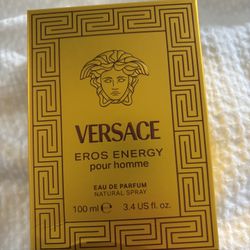 VERSACE
EROS ENERGY
pour homme
EAU DE PARFUM
NATURAL SPRAY
100 ml ℮ 3.4 US fl. oz.